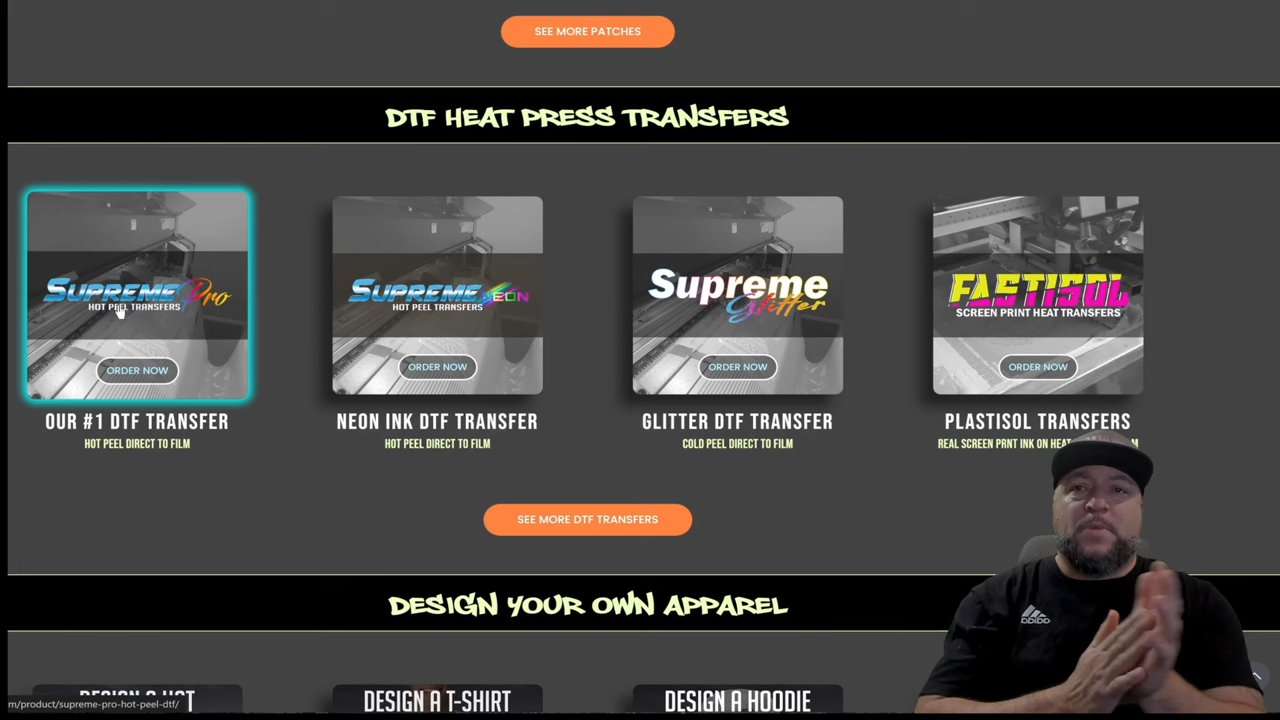 SEE MORE PATCHES
DTF HEAT PRESS TRANSFERS
SUPREME Pro
HOT PEEL TRANSFERS
ORDER NOW
OUR #1 DTF TRANSFER
HOT PEEL DIRECT TO FILM
SUPREME NEON
HOT PEEL TRANSFERS
ORDER NOW
NEON INK DTF TRANSFER
HOT PEEL DIRECT TO FILM
Supreme
Glitter
ORDER NOW
GLITTER DTF TRANSFER
COLD PEEL DIRECT TO FILM
FASTISOL
SCREEN PRINT HEAT TRANSFERS
ORDER NOW
PLASTISOL TRANSFERS
REAL SCREEN PRNT INK ON
SEE MORE DTF TRANSFERS
DESIGN YOUR OWN APPAREL
DESIGN A HAT
DESIGN A T-SHIRT
DESIGN A HOODIE
m/product/supreme-pro-hot-peel-dtf/
adidas